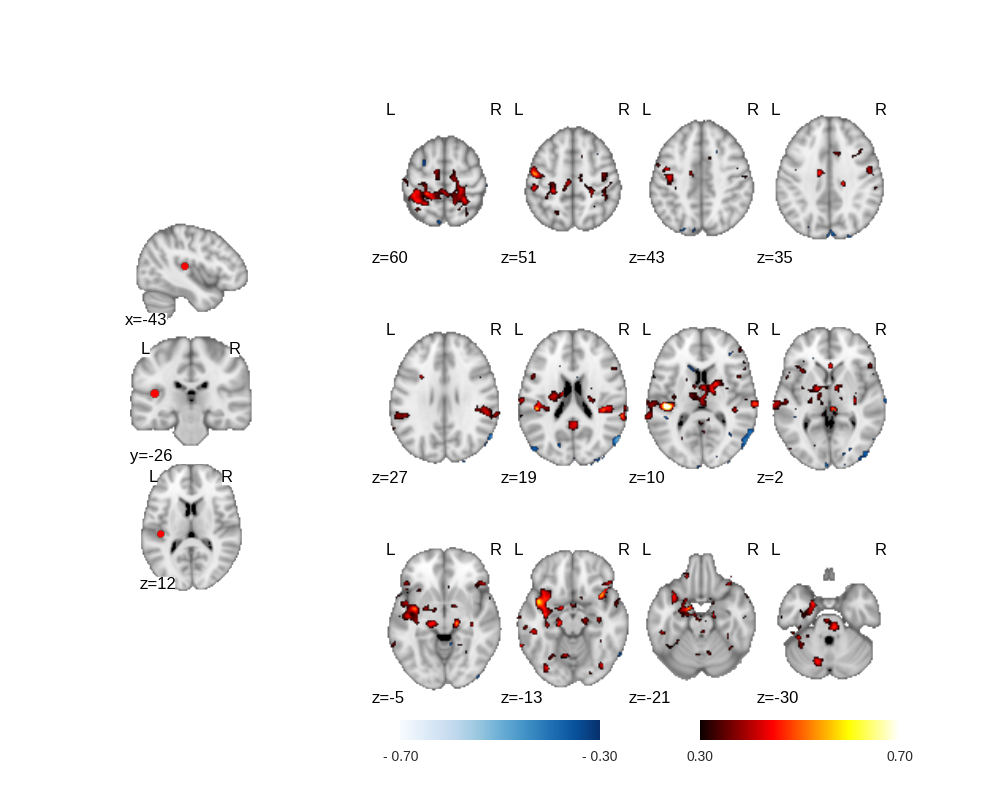 L R L R L R L R
z=60 z=51 z=43 z=35
x=-43
L R
y=-26
L R
z=12
L R L R L R L R
z=27 z=19 z=10 z=2
L R L R L R L R
z=-5 z=-13 z=-21 z=-30
- 0.70 - 0.30 0.30 0.70